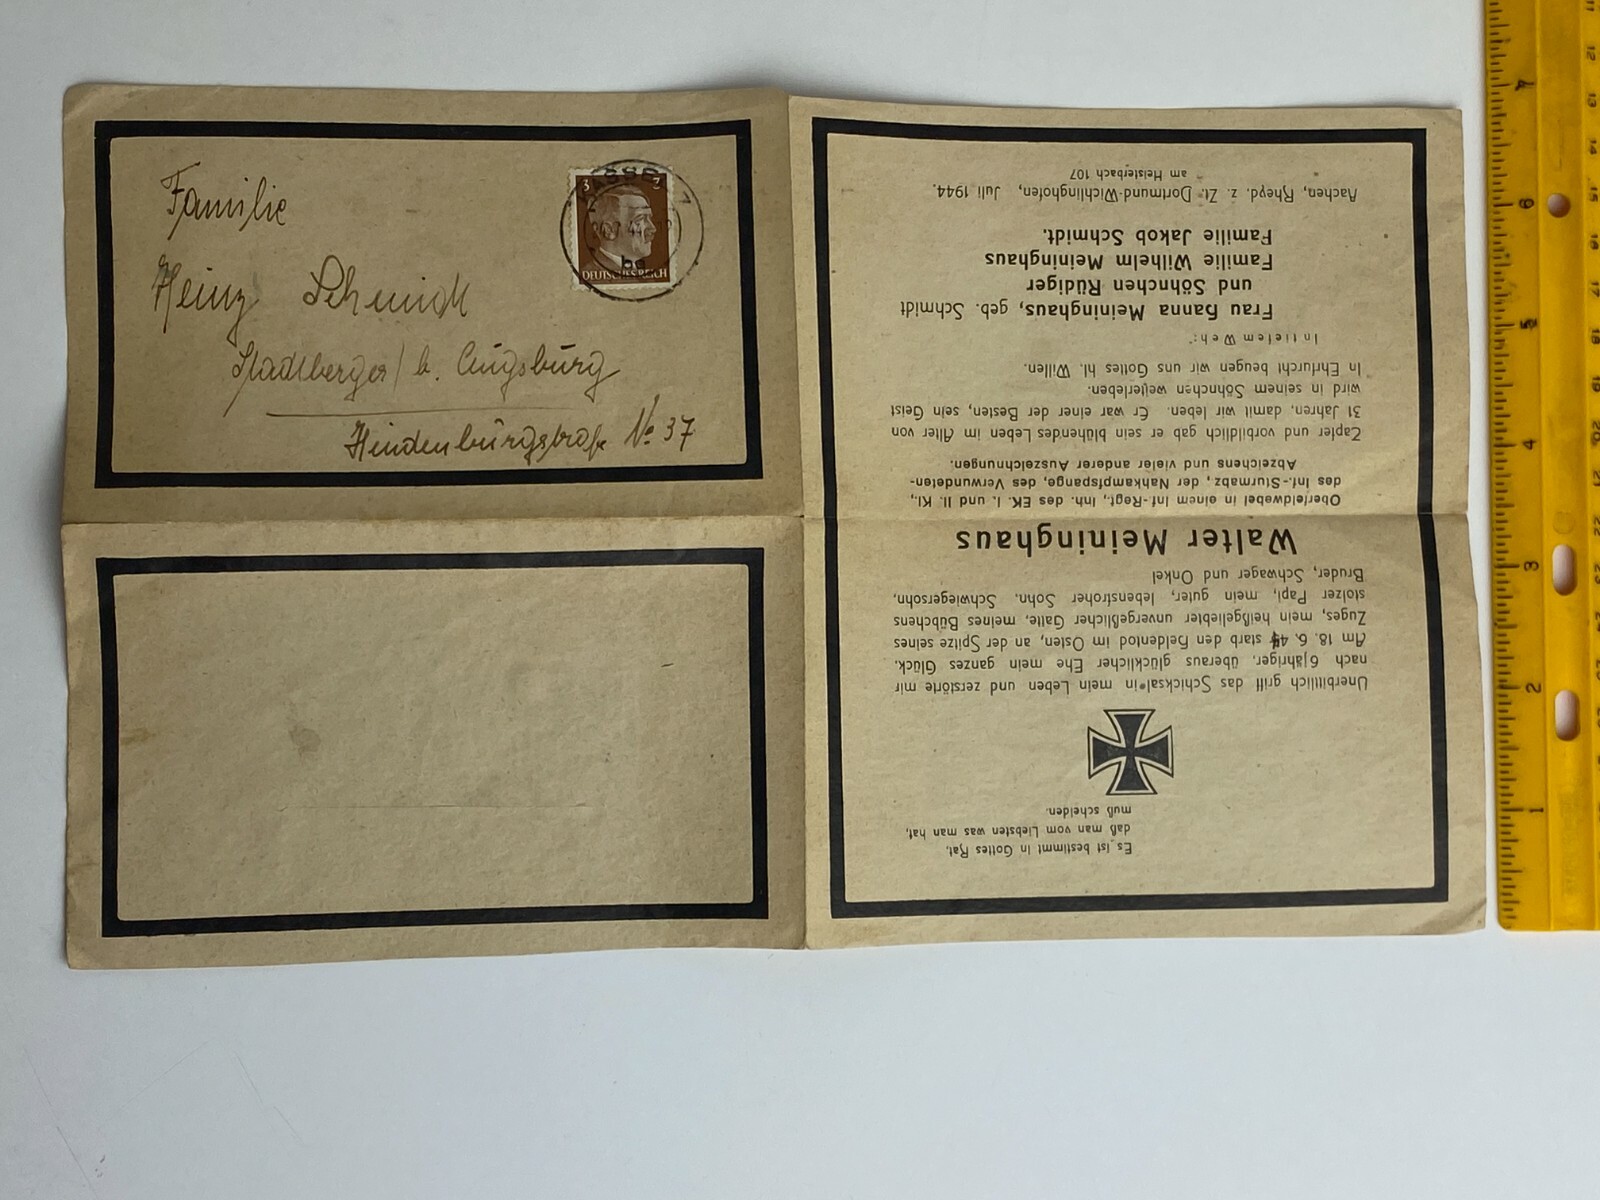 Familie
Heinz Schmidt
Stadtbergen / b. Augsburg
Hindenburgstraße No 37
3 3
DEUTSCHES REICH
Es ist bestimmt in Gottes Rat,
daß man vom Liebsten was man hat,
muß scheiden.
Unerbittlich griff das Schicksal in mein Leben und zerstörte mir
nach 6jähriger, überaus glücklicher Ehe mein ganzes Glück.
Am 18. 6. 44 starb den Heldentod im Osten, an der Spitze seines
Zuges, mein heißgeliebter unvergeßlicher Gatte, meines Bübchens
stolzer Papi, mein guter, lebensfroher Sohn, Schwiegersohn,
Bruder, Schwager und Onkel
Walter Meininghaus
Oberfeldwebel in einem Inf.-Regt., Inh. des EK. I. und II. Kl.,
des Inf.-Sturmabz., der Nahkampfspange, des Verwundeten-
Abzeichens und vieler anderer Auszeichnungen.
Tapfer und vorbildlich gab er sein blühendes Leben im Alter von
31 Jahren, damit wir leben. Er war einer der Besten, sein Geist
wird in seinem Söhnchen weiterleben.
In Ehrfurcht beugen wir uns Gottes hl. Willen.
In tiefem Weh:
Frau Hanna Meininghaus, geb. Schmidt
und Söhnchen Rüdiger
Familie Wilhelm Meininghaus
Familie Jakob Schmidt.
Aachen, Rheyd. z. Zt. Dortmund-Wichlinghofen, Juli 1944.
am Heisterbach 107